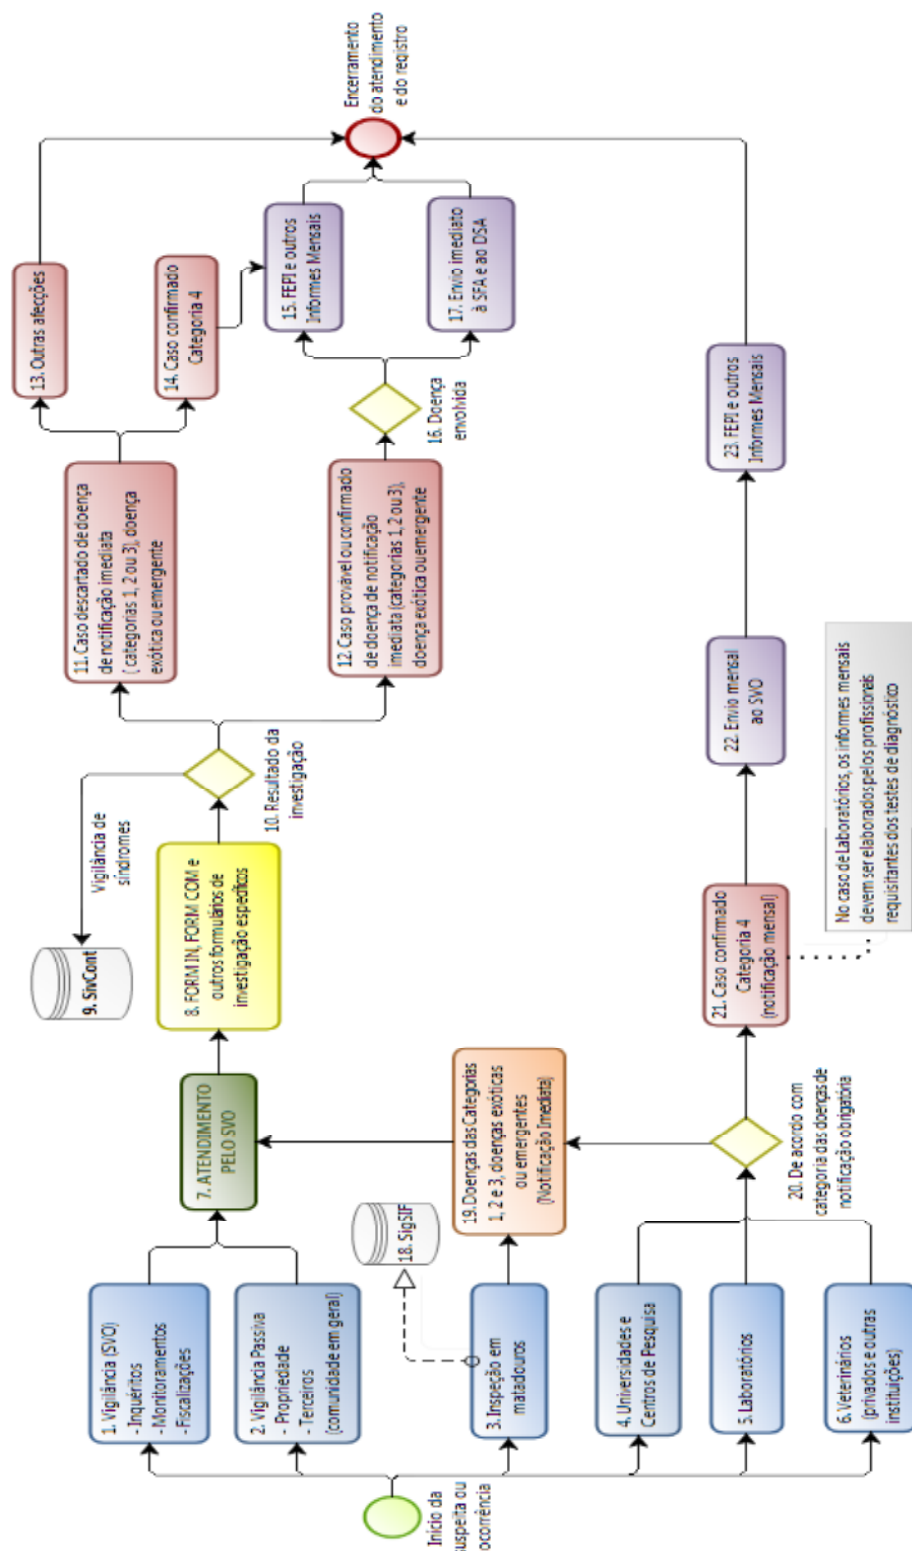 Início da
suspeita ou
ocorrência
1. Vigilância (SVO)
- Inquéritos
- Monitoramentos
- Fiscalizações
2. Vigilância Passiva
- Propriedade
- Terceiros
(comunidade em geral)
3. Inspeção em
matadouros
4. Universidades e
Centros de Pesquisa
5. Laboratórios
6. Veterinários
(privados e outras
instituições)
7. ATENDIMENTO
PELO SVO
18. SigSIF
19. Doenças das Categorias
1, 2 e 3, doenças exóticas
ou emergentes
(Notificação Imediata)
20. De acordo com
categoria das doenças de
notificação obrigatória
9. SivCont
Vigilância de
síndromes
8. FORM IN, FORM COM e
outros formulários de
investigação específicos
10. Resultado da
investigação
21. Caso confirmado
Categoria 4
(notificação mensal)
No caso de Laboratórios, os informes mensais
devem ser elaborados pelos profissionais
requisitantes dos testes de diagnóstico
11. Caso descartado de doença
de notificação imediata
( categorias 1, 2 ou 3), doença
exótica ou emergente
12. Caso provável ou confirmado
de doença de notificação
imediata (categorias 1, 2 ou 3),
doença exótica ou emergente
22. Envio mensal
ao SVO
13. Outras afecções
14. Caso confirmado
Categoria 4
16. Doença
envolvida
15. FEPI e outros
Informes Mensais
17. Envio imediato
à SFA e ao DSA
23. FEPI e outros
Informes Mensais
Encerramento
do atendimento
e do registro